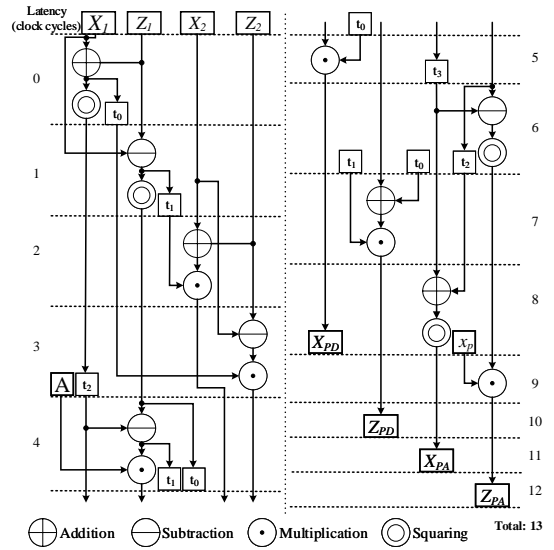 Latency
(clock cycles)
X1 Z1 X2 Z2
0
t0
1
t1
2
3
A t2
4
t1 t0
t0
5
t3
6
t2
t1 t0
7
8
XPD xp
9
ZPD
10
XPA
11
ZPA
12
Total: 13
Addition Subtraction Multiplication Squaring